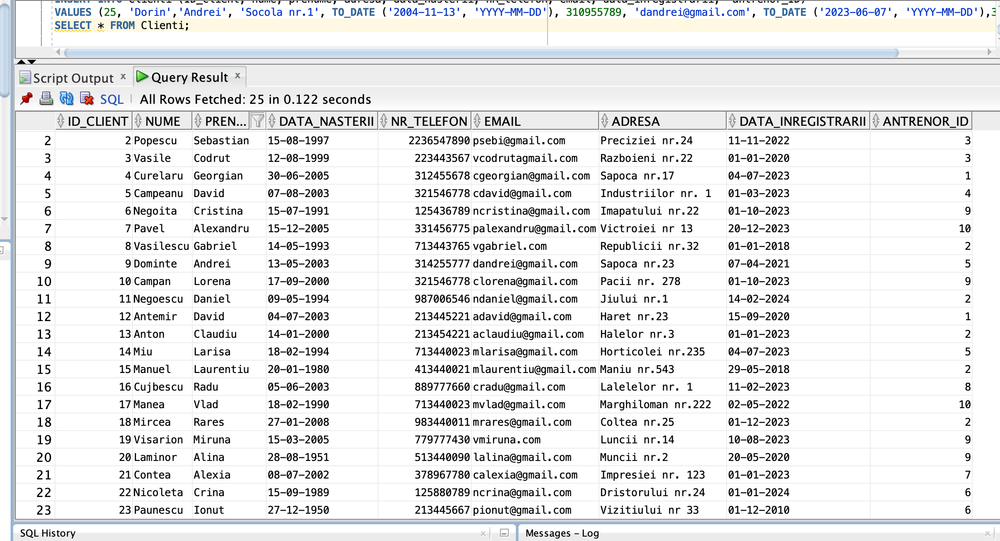 INSERT INTO Clienti (ID_Client, nume, prenume, adresa, data_nasterii, nr_telefon, email, data_inregistrarii, antrenor_ID)
VALUES (25, 'Dorin','Andrei', 'Socola nr.1', TO_DATE ('2004-11-13', 'YYYY-MM-DD'), 310955789, 'dandrei@gmail.com', TO_DATE ('2023-06-07', 'YYYY-MM-DD'),3
SELECT * FROM Clienti;
Script Output x Query Result x
SQL | All Rows Fetched: 25 in 0.122 seconds
ID_CLIENT NUME PREN... DATA_NASTERII NR_TELEFON EMAIL ADRESA DATA_INREGISTRARII ANTRENOR_ID
2 2 Popescu Sebastian 15-08-1997 2236547890 psebi@gmail.com Preciziei nr.24 11-11-2022 3
3 3 Vasile Codrut 12-08-1999 223443567 vcodrutagmail.com Razboieni nr.22 01-01-2020 3
4 4 Curelaru Georgian 30-06-2005 312455678 cgeorgian@gmail.com Sapoca nr.17 04-07-2023 1
5 5 Campeanu David 07-08-2003 321546778 cdavid@gmail.com Industriilor nr. 1 01-03-2023 4
6 6 Negoita Cristina 15-07-1991 125436789 ncristina@gmail.com Imapatului nr.22 01-10-2023 9
7 7 Pavel Alexandru 15-12-2005 331456775 palexandru@gmail.com Victroiei nr 13 20-12-2023 10
8 8 Vasilescu Gabriel 14-05-1993 713443765 vgabriel.com Republicii nr.32 01-01-2018 2
9 9 Dominte Andrei 13-05-2003 314255777 dandrei@gmail.com Sapoca nr.23 07-04-2021 5
10 10 Campan Lorena 17-09-2000 321546778 clorena@gmail.com Pacii nr. 278 01-10-2023 9
11 11 Negoescu Daniel 09-05-1994 987006546 ndaniel@gmail.com Jiului nr.1 14-02-2024 2
12 12 Antemir David 04-07-2003 213445221 adavid@gmail.com Haret nr.23 15-09-2020 1
13 13 Anton Claudiu 14-01-2000 213454221 aclaudiu@gmail.com Halelor nr.3 01-01-2023 2
14 14 Miu Larisa 18-02-1994 713440023 mlarisa@gmail.com Horticolei nr.235 04-07-2023 5
15 15 Manuel Laurentiu 20-01-1980 413440021 mlaurentiu@gmail.com Maniu nr.543 29-05-2018 2
16 16 Cujbescu Radu 05-06-2003 889777660 cradu@gmail.com Lalelelor nr. 1 11-02-2023 8
17 17 Manea Vlad 18-02-1990 713440023 mvlad@gmail.com Marghiloman nr.222 02-05-2022 10
18 18 Mircea Rares 27-01-2008 983440011 mrares@gmail.com Coltea nr.25 01-12-2023 2
19 19 Visarion Miruna 15-03-2005 779777430 vmiruna.com Luncii nr.14 10-08-2023 9
20 20 Laminor Alina 28-08-1951 513440090 lalina@gmail.com Muncii nr.2 20-05-2020 9
21 21 Contea Alexia 08-07-2002 378967780 calexia@gmail.com Impresiei nr. 123 01-01-2023 7
22 22 Nicoleta Crina 15-09-1989 125880789 ncrina@gmail.com Dristorului nr.24 01-01-2024 6
23 23 Paunescu Ionut 27-12-1950 213445667 pionut@gmail.com Vizitiului nr 33 01-12-2010 6
SQL History x Messages - Log x